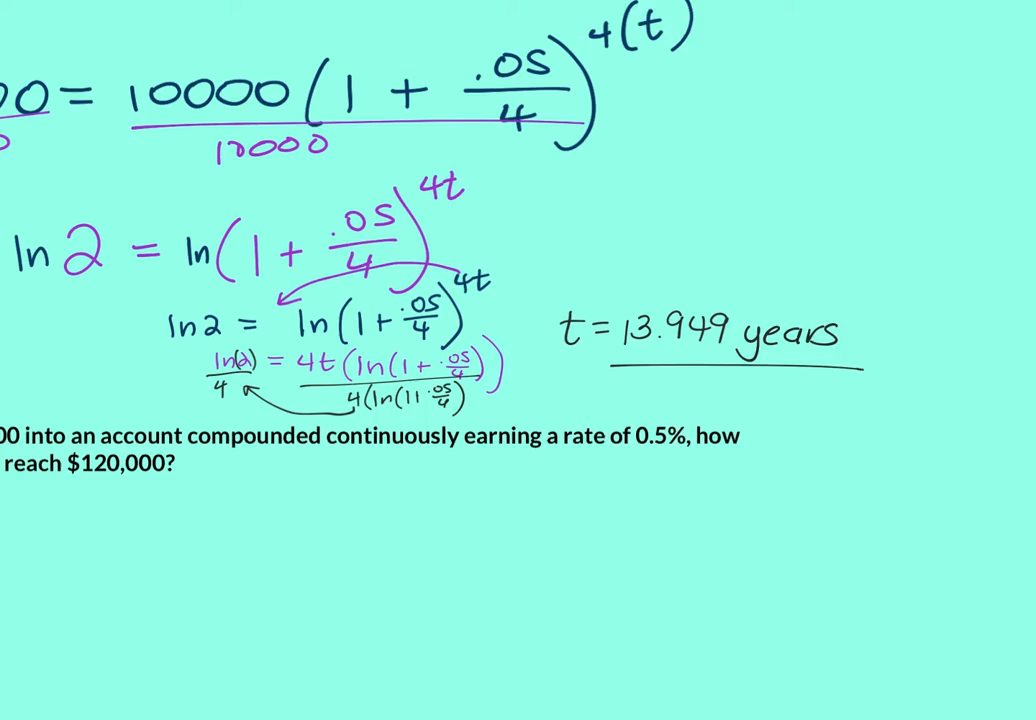 00 = 10000 (1 + .05/4)^4(t)
0 10000
ln 2 = ln (1 + .05/4)^4t
ln 2 = ln (1 + .05/4)^4t
t = 13.949 years
ln(2)/4 = 4t (ln(1 + .05/4))
4(ln(11 .05/4)
00 into an account compounded continuously earning a rate of 0.5%, how
reach $120,000?